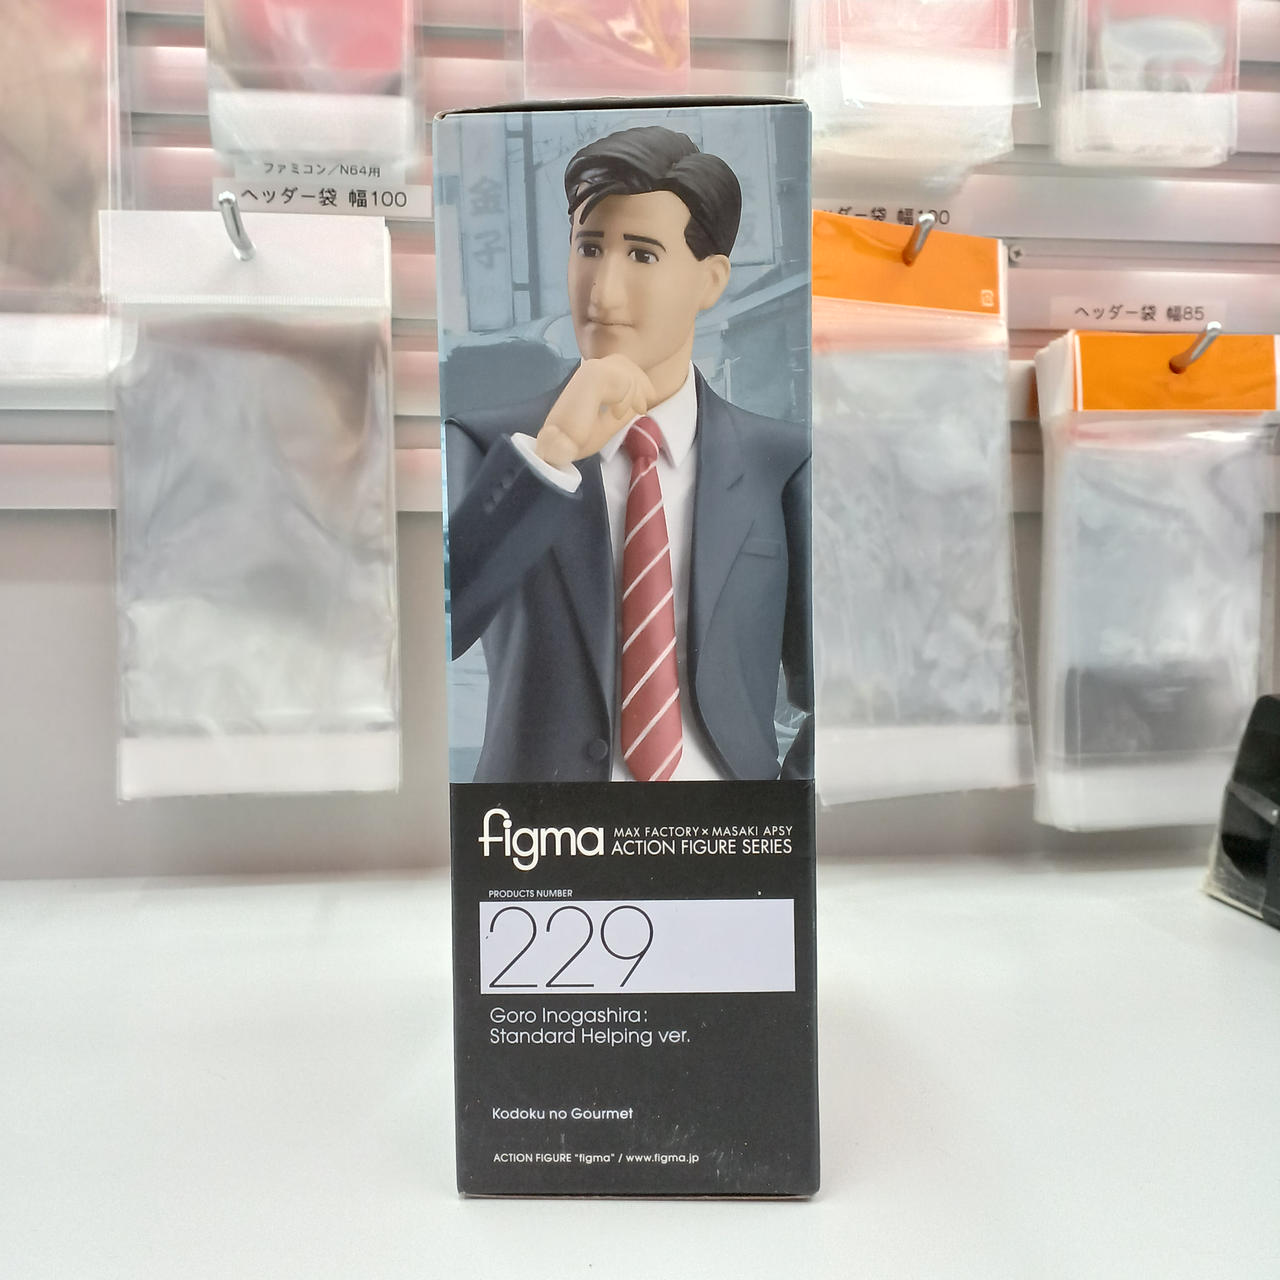 ファミコン／N64用
ヘッダー袋 幅100
ダー袋 幅100
ヘッダー袋 幅85
金子
figma
MAX FACTORY×MASAKI APSY
ACTION FIGURE SERIES
PRODUCTS NUMBER
229
Goro Inogashira:
Standard Helping ver.
Kodoku no Gourmet
ACTION FIGURE "figma" / www.figma.jp